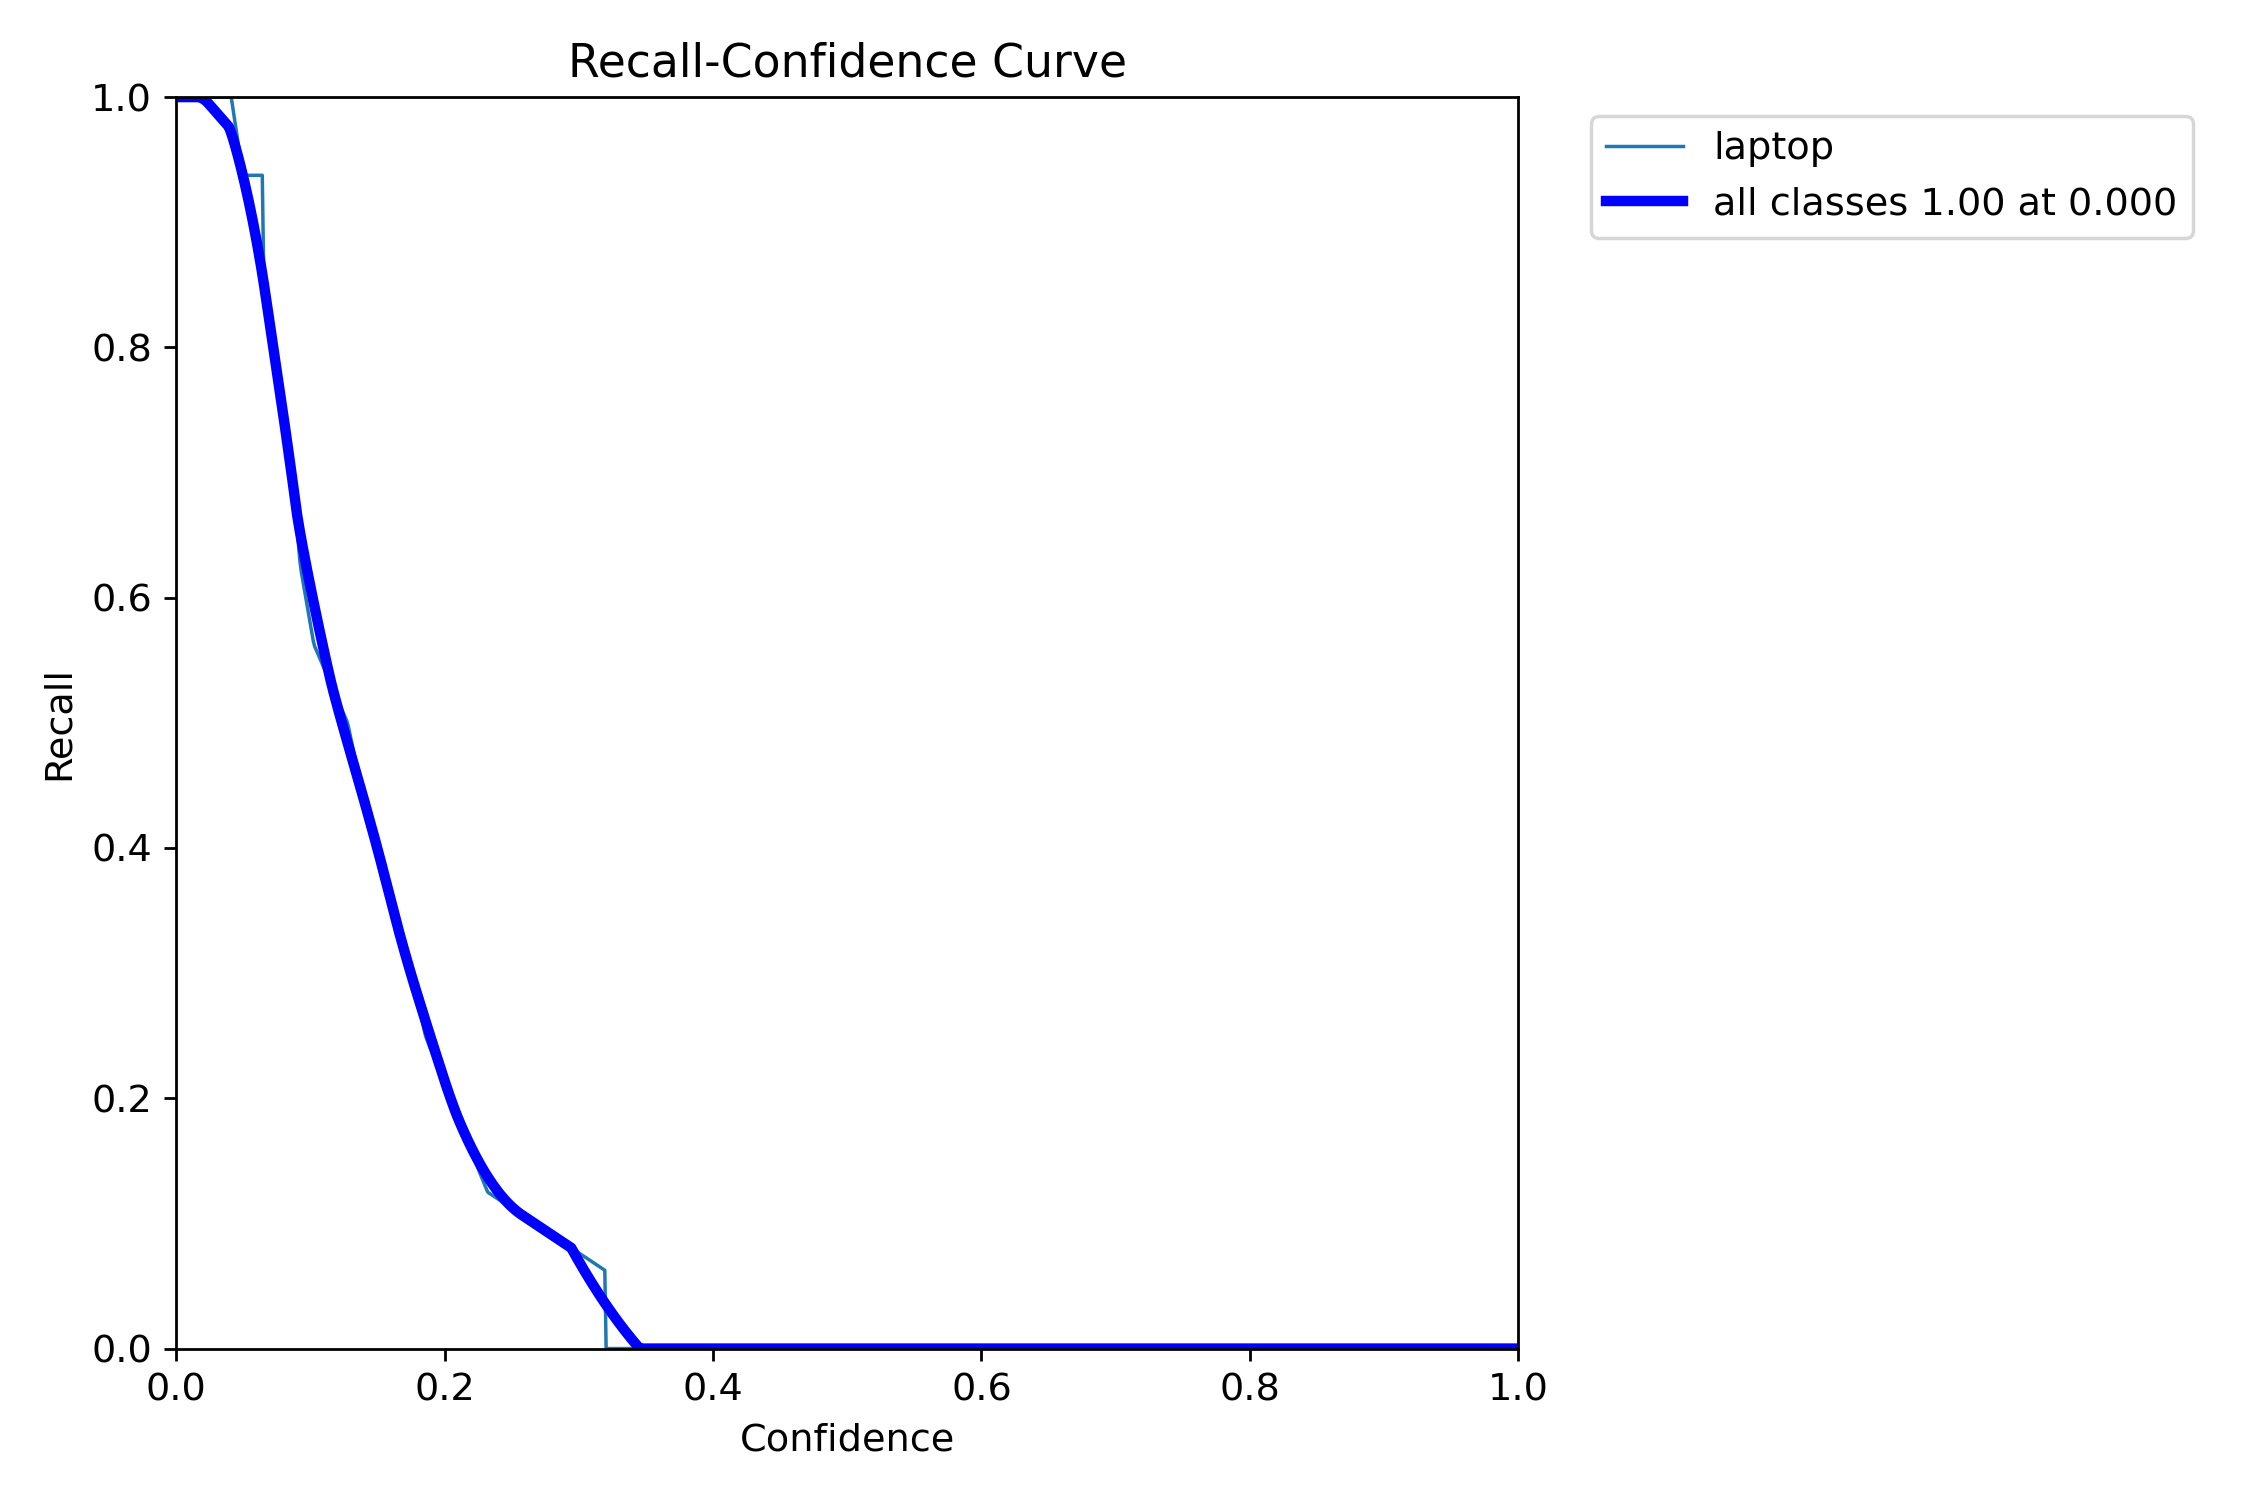 Recall-Confidence Curve
laptop
all classes 1.00 at 0.000
1.0
0.8
0.6
0.4
0.2
0.0
Recall
0.0 0.2 0.4 0.6 0.8 1.0
Confidence